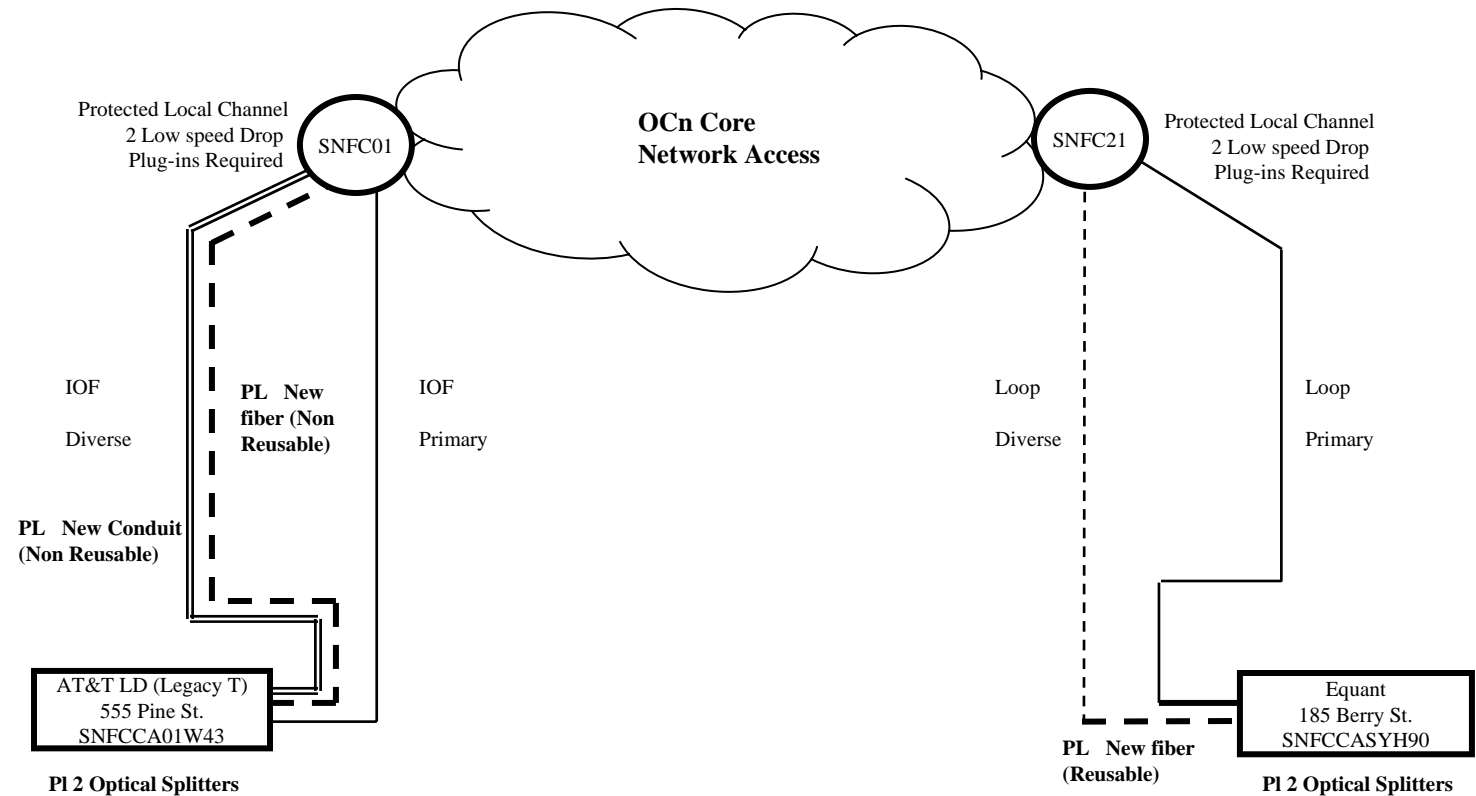 OCn Core
Network Access
Protected Local Channel
2 Low speed Drop
Plug-ins Required
SNFC01
SNFC21
Protected Local Channel
2 Low speed Drop
Plug-ins Required
IOF
Diverse
PL New
fiber (Non
Reusable)
IOF
Primary
Loop
Diverse
Loop
Primary
PL New Conduit
(Non Reusable)
AT&T LD (Legacy T)
555 Pine St.
SNFCCA01W43
Pl 2 Optical Splitters
PL New fiber
(Reusable)
Equant
185 Berry St.
SNFCCASYH90
Pl 2 Optical Splitters